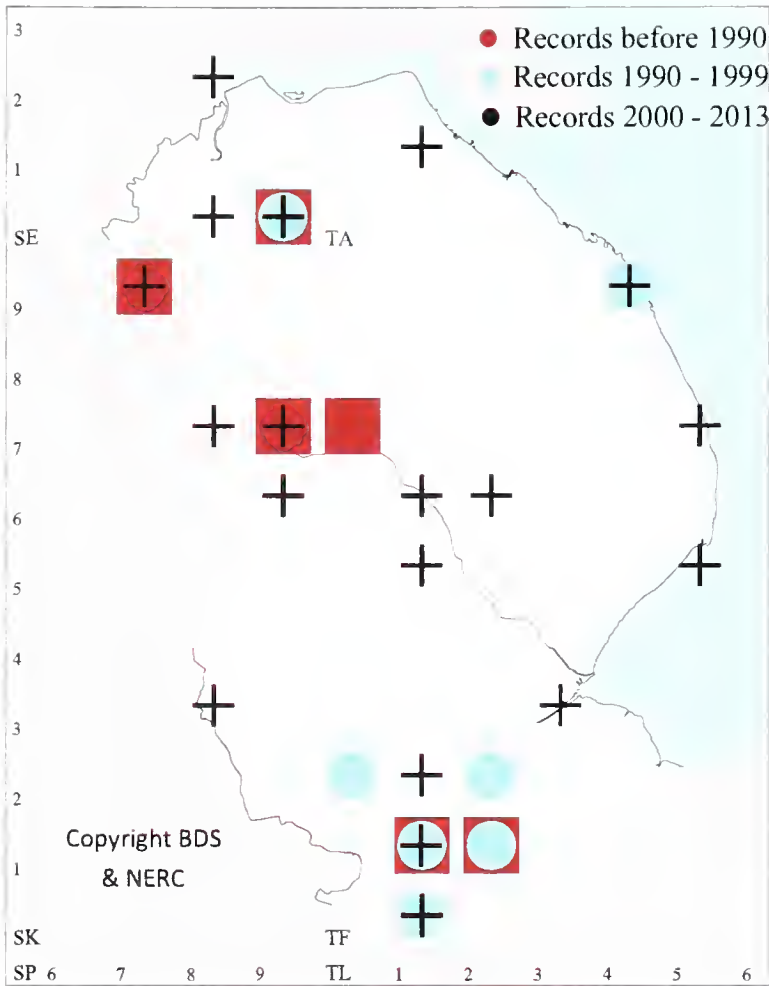 3
Records before 1990
Records 1990 - 1999
2
Records 2000 - 2013
1
SE TA
9
8
7
6
5
4
3
2
Copyright BDS
1
& NERC
SK TF
SP 6 7 8 9 TL 1 2 3 4 5 6